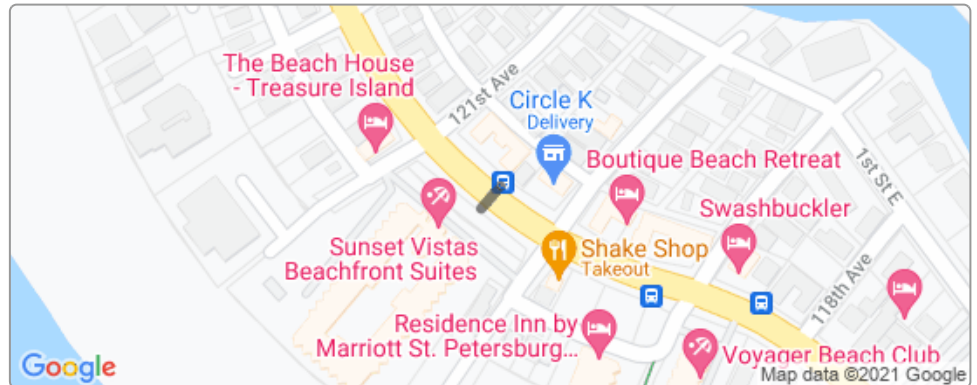 The Beach House
- Treasure Island
121st Ave
Circle K
Delivery
Boutique Beach Retreat
1st St E
Swashbuckler
Sunset Vistas
Beachfront Suites
Shake Shop
Takeout
118th Ave
Residence Inn by
Marriott St. Petersburg...
Voyager Beach Club
Google
Map data ©2021 Google